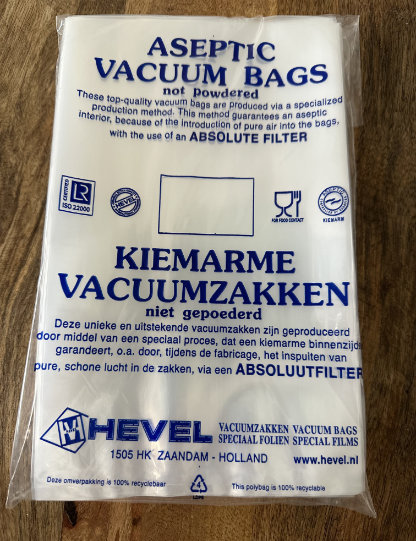 ASEPTIC
VACUUM BAGS
not powdered
These top-quality vacuum bags are produced via a specialized
production method. This method guarantees an aseptic
interior, because of the introduction of pure air into the bags,
with the use of an ABSOLUTE FILTER
CERTIFIED
LR
ISO 22000
HEVEL
FOR FOOD CONTACT
KIEMARM
KIEMARME
VACUUMZAKKEN
niet gepoederd
Deze unieke en uitstekende vacuumzakken zijn geproduceerd
door middel van een speciaal proces, dat een kiemarme binnenzijde
garandeert, o.a. door, tijdens de fabricage, het inspuiten van
pure, schone lucht in de zakken, via een ABSOLUUTFILTER
HEVEL VACUUMZAKKEN VACUUM BAGS
SPECIAAL FOLIEN SPECIAL FILMS
1505 HK ZAANDAM - HOLLAND www.hevel.nl
Deze omverpakking is 100% recyclebaar
4
LDPE
This polybag is 100% recyclable